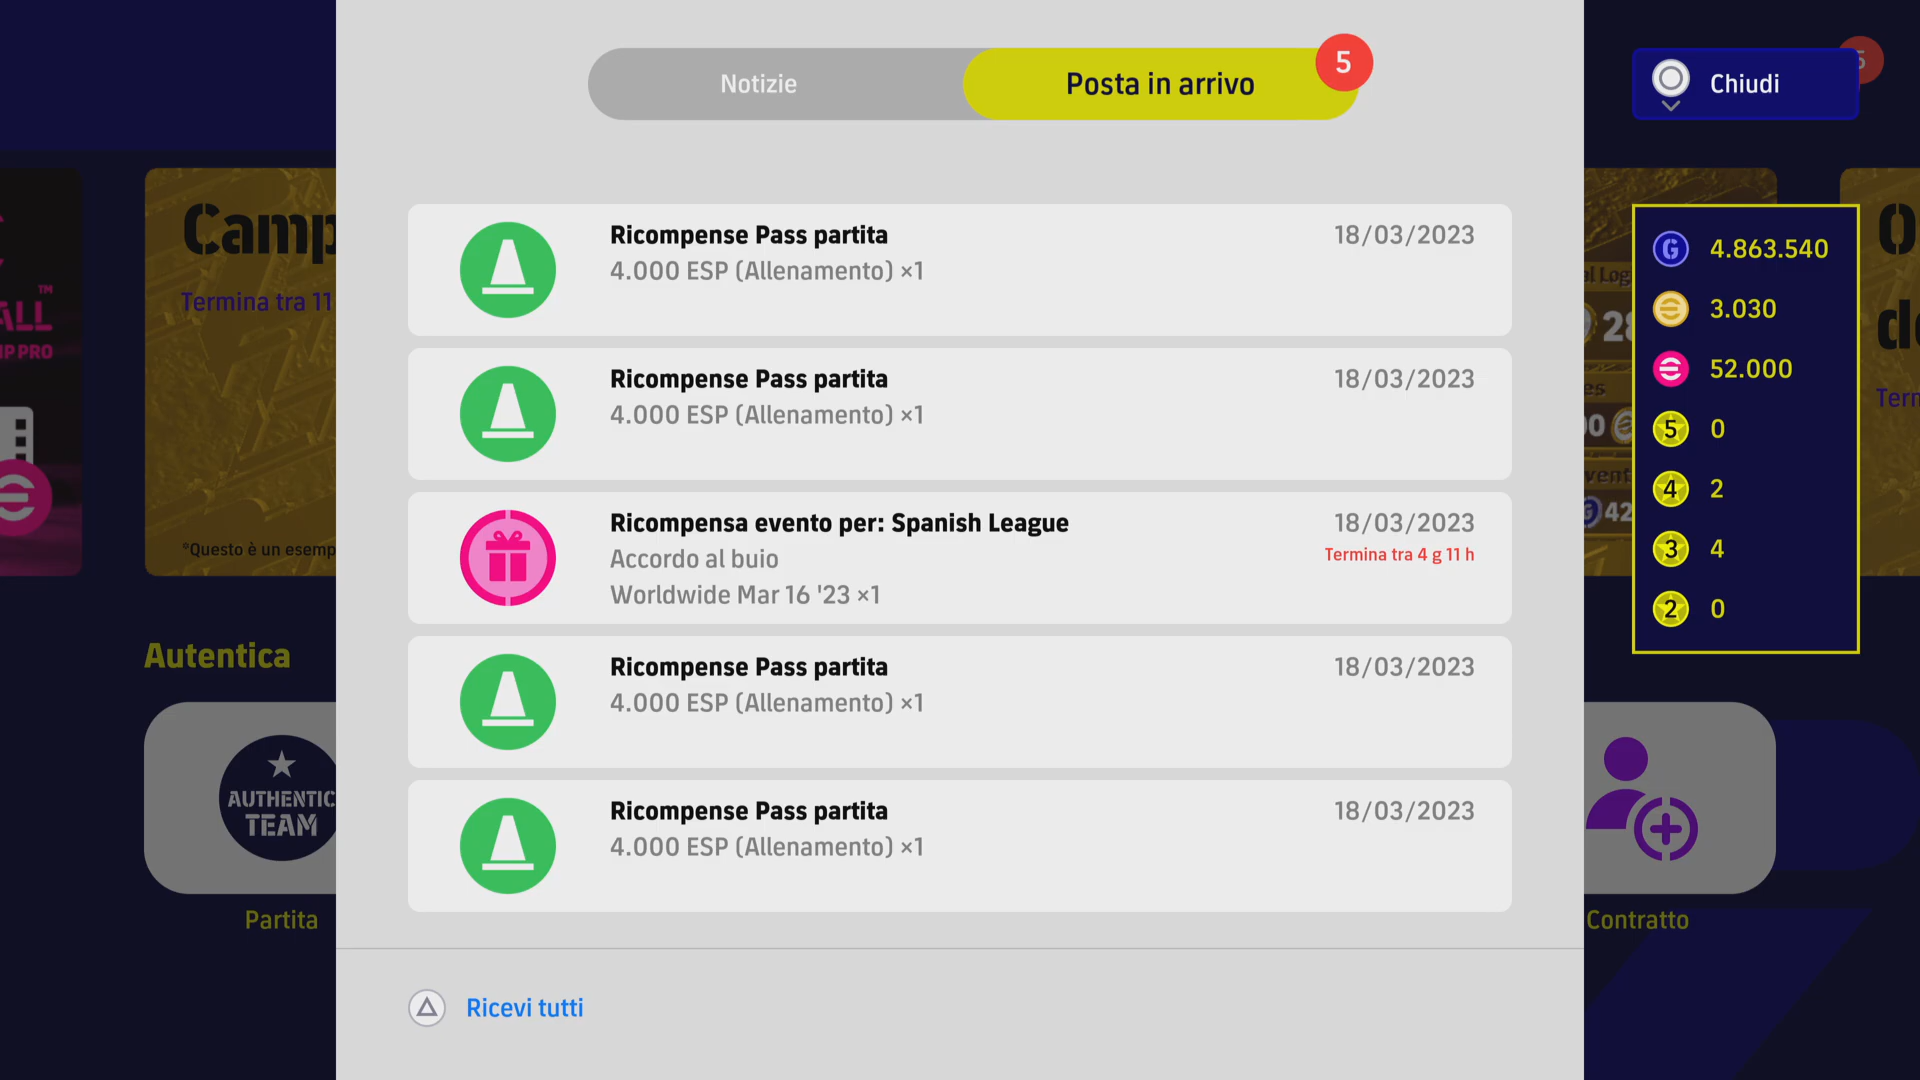 Notizie
Posta in arrivo
5
Chiudi
Ricompense Pass partita
18/03/2023
4.000 ESP (Allenamento) ×1
Ricompense Pass partita
18/03/2023
4.000 ESP (Allenamento) ×1
Ricompensa evento per: Spanish League
18/03/2023
Accordo al buio
Termina tra 4 g 11 h
Worldwide Mar 16 '23 ×1
Ricompense Pass partita
18/03/2023
4.000 ESP (Allenamento) ×1
Ricompense Pass partita
18/03/2023
4.000 ESP (Allenamento) ×1
Ricevi tutti
G 4.863.540
3.030
52.000
5 0
4 2
3 4
2 0
Camp
Termina tra 11
*Questo è un esemp
Autentica
AUTHENTIC
TEAM
Partita
Contratto